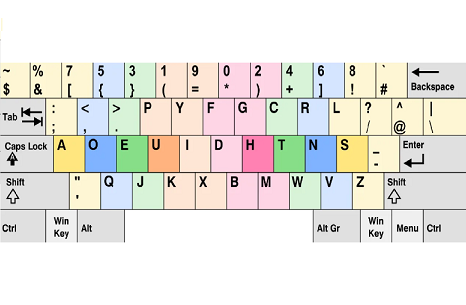 ~ % 7 5 3 1 9 0 2 4 6 8 `
$ & [ { } ( = * ) + ] ! # Backspace
Tab : < > P Y F G C R L ? ^ |
; , . / @ \
Caps Lock A O E U I D H T N S _ Enter
-
Shift " Q J K X B M W V Z Shift
'
Ctrl Win Key Alt Alt Gr Win Key Menu Ctrl